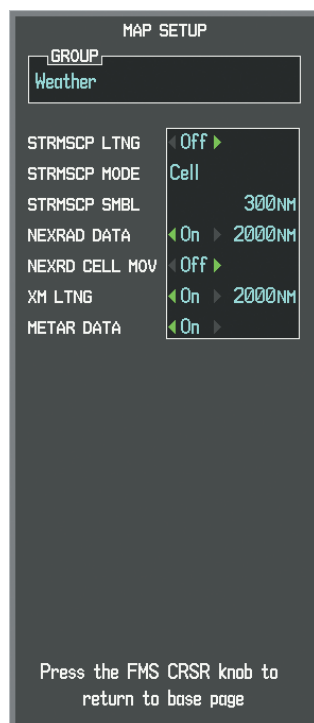 MAP SETUP
GROUP
Weather
STRMSCP LTNG Off
STRMSCP MODE Cell
STRMSCP SMBL 300NM
NEXRAD DATA On 2000NM
NEXRD CELL MOV Off
XM LTNG On 2000NM
METAR DATA On
Press the FMS CRSR knob to
return to base page